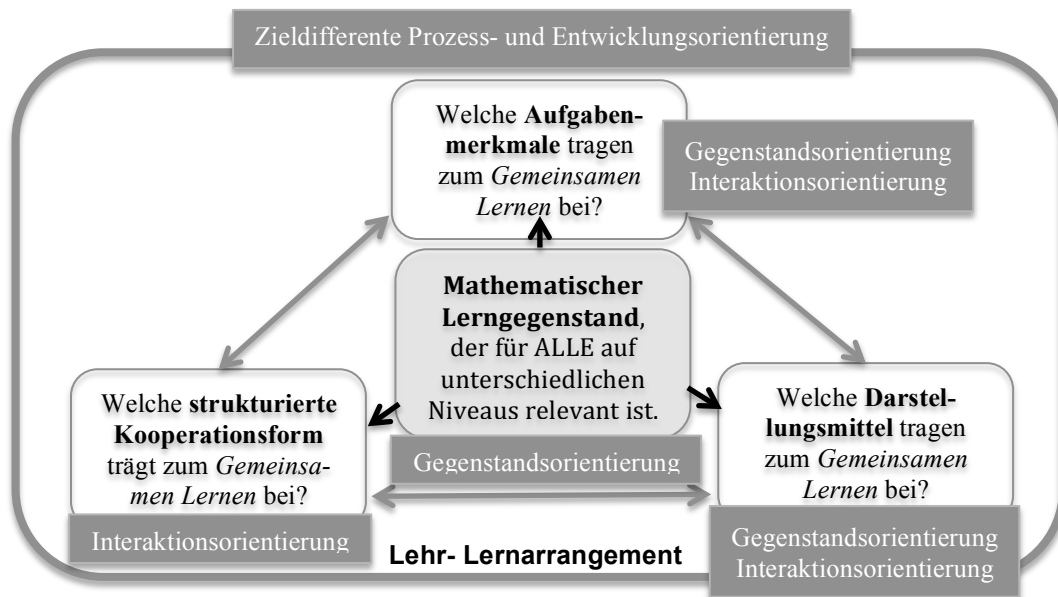 Zieldifferente Prozess- und Entwicklungsorientierung
Welche Aufgaben-
merkmale tragen
zum Gemeinsamen
Lernen bei?
Gegenstandsorientierung
Interaktionsorientierung
Mathematischer
Lerngegenstand,
der für ALLE auf
unterschiedlichen
Niveaus relevant ist.
Gegenstandsorientierung
Welche strukturierte
Kooperationsform
trägt zum Gemeinsa-
men Lernen bei?
Interaktionsorientierung
Welche Darstel-
lungsmittel tragen
zum Gemeinsamen
Lernen bei?
Gegenstandsorientierung
Interaktionsorientierung
Lehr- Lernarrangement